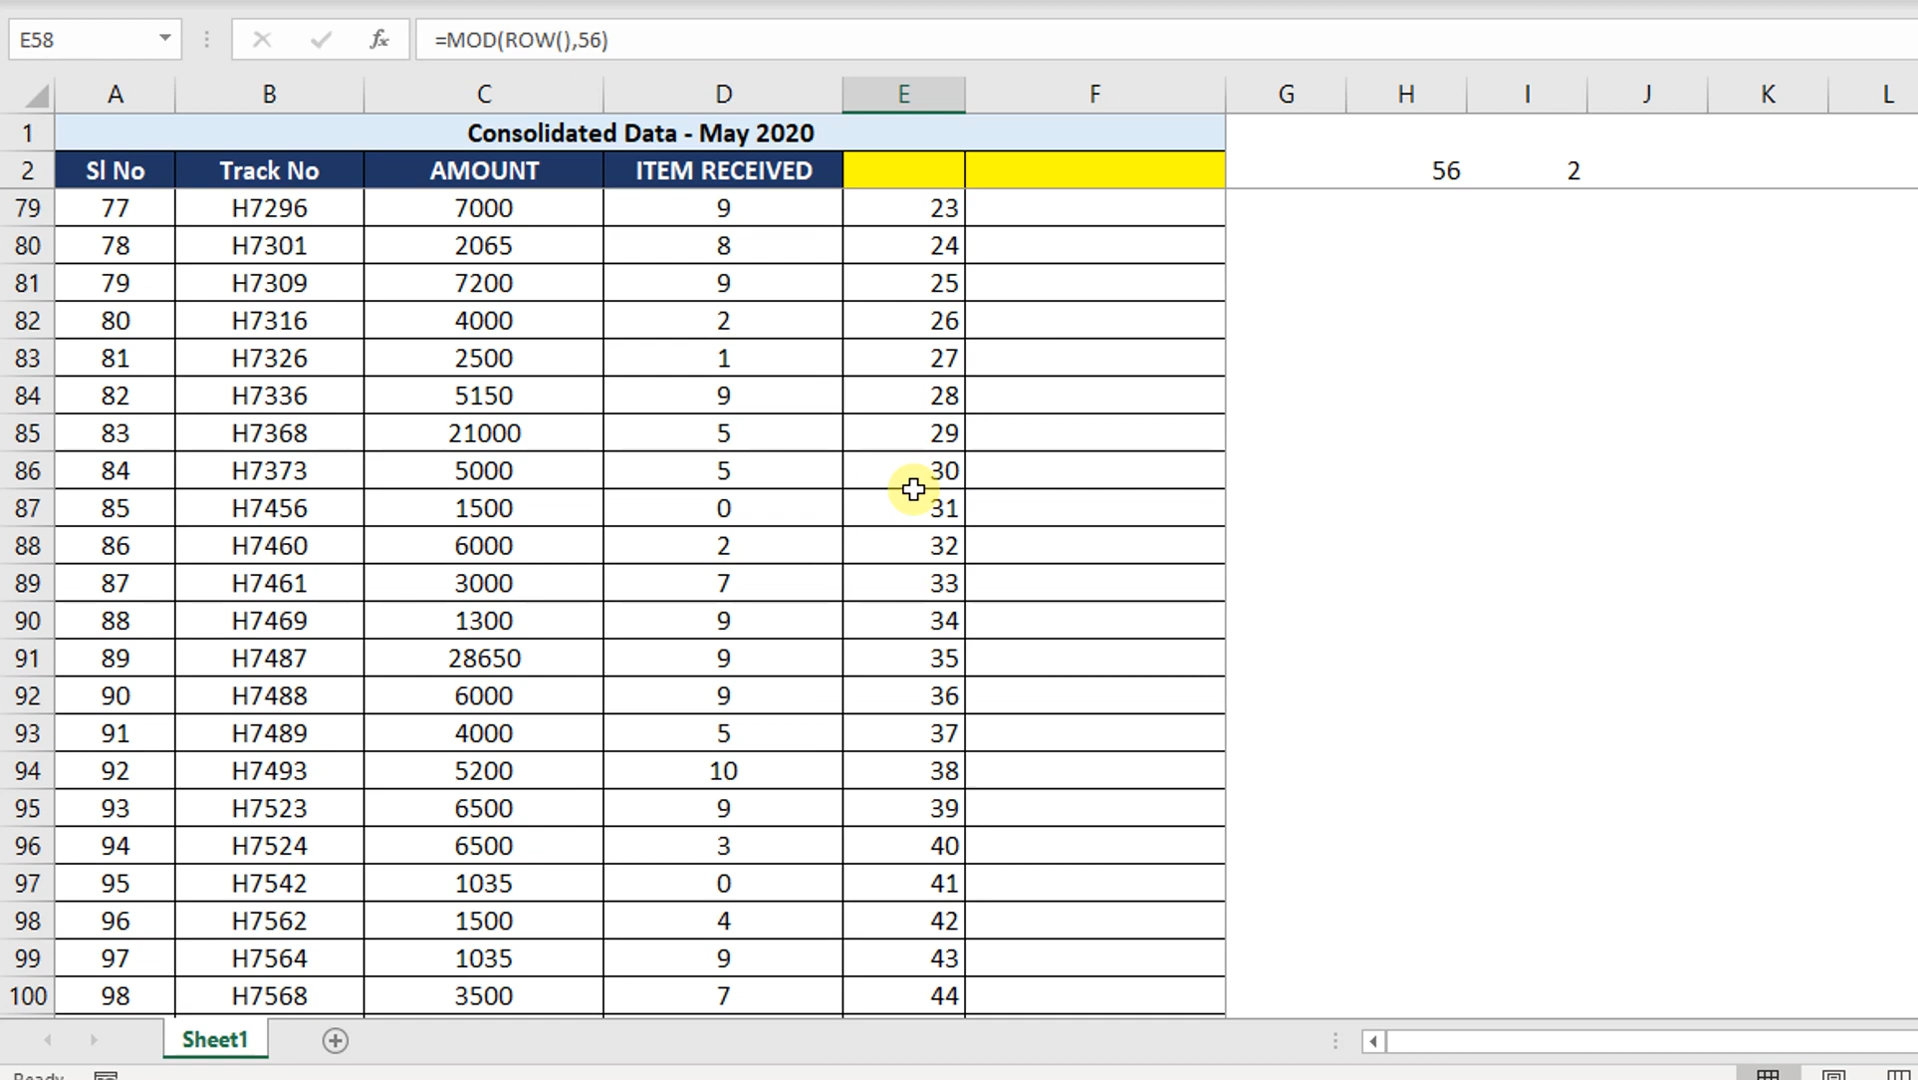 E58 fx =MOD(ROW(),56)
A B C D E F G H I J K L
1 Consolidated Data - May 2020
2 Sl No Track No AMOUNT ITEM RECEIVED 56 2
79 77 H7296 7000 9 23
80 78 H7301 2065 8 24
81 79 H7309 7200 9 25
82 80 H7316 4000 2 26
83 81 H7326 2500 1 27
84 82 H7336 5150 9 28
85 83 H7368 21000 5 29
86 84 H7373 5000 5 30
87 85 H7456 1500 0 31
88 86 H7460 6000 2 32
89 87 H7461 3000 7 33
90 88 H7469 1300 9 34
91 89 H7487 28650 9 35
92 90 H7488 6000 9 36
93 91 H7489 4000 5 37
94 92 H7493 5200 10 38
95 93 H7523 6500 9 39
96 94 H7524 6500 3 40
97 95 H7542 1035 0 41
98 96 H7562 1500 4 42
99 97 H7564 1035 9 43
100 98 H7568 3500 7 44
Sheet1
Ready